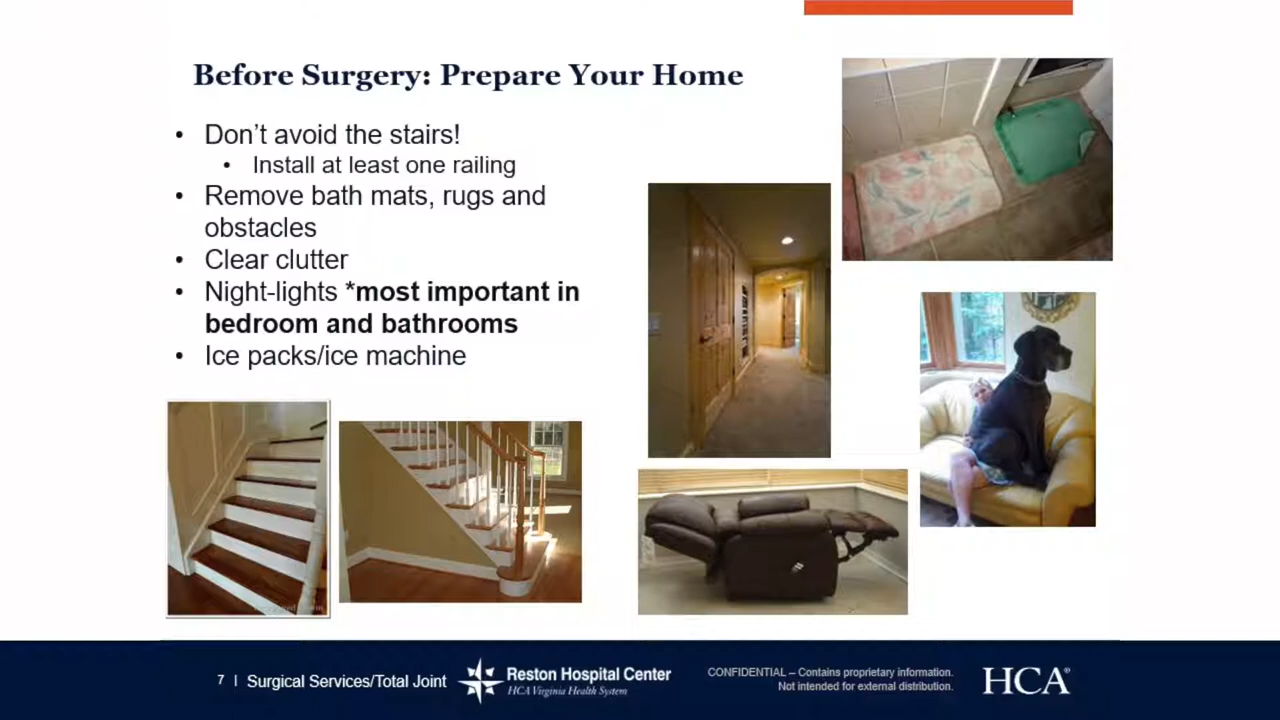 Before Surgery: Prepare Your Home
• Don’t avoid the stairs!
• Install at least one railing
• Remove bath mats, rugs and
obstacles
• Clear clutter
• Night-lights *most important in
bedroom and bathrooms
• Ice packs/ice machine
7 | Surgical Services/Total Joint
Reston Hospital Center
HCA Virginia Health System
CONFIDENTIAL – Contains proprietary information.
Not intended for external distribution.
HCA®